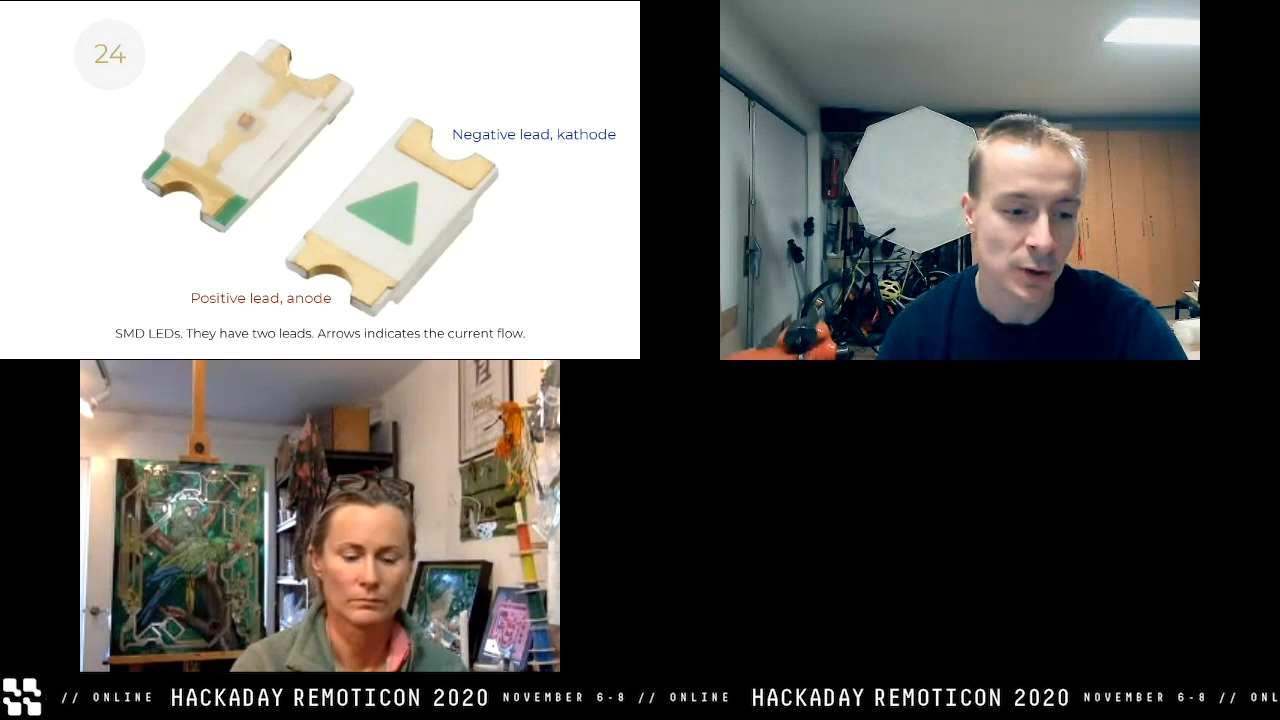 24
Negative lead, kathode
Positive lead, anode
SMD LEDs. They have two leads. Arrows indicates the current flow.
// ONLINE HACKADAY REMOTICON 2020 NOVEMBER 6-8 // ONLINE HACKADAY REMOTICON 2020 NOVEMBER 6-8 // ONL